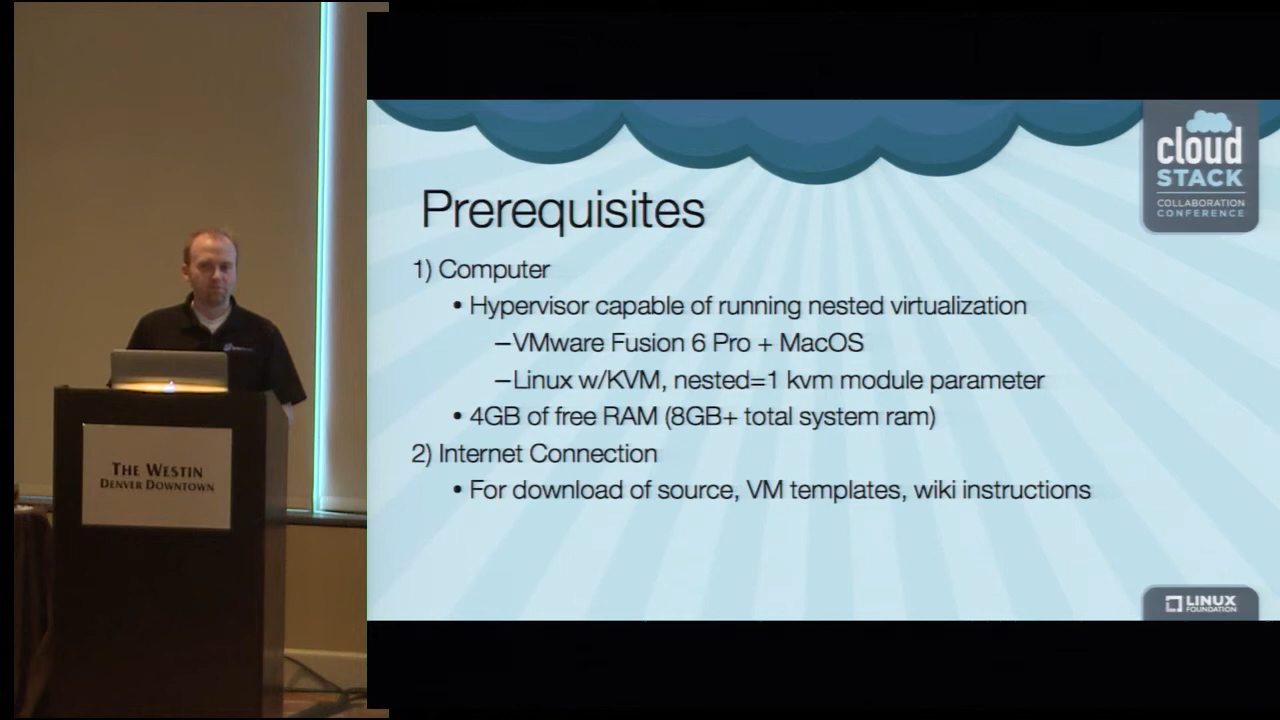 cloud
STACK
COLLABORATION
CONFERENCE
Prerequisites
1) Computer
• Hypervisor capable of running nested virtualization
–VMware Fusion 6 Pro + MacOS
–Linux w/KVM, nested=1 kvm module parameter
• 4GB of free RAM (8GB+ total system ram)
2) Internet Connection
• For download of source, VM templates, wiki instructions
THE WESTIN
DENVER DOWNTOWN
LINUX
FOUNDATION